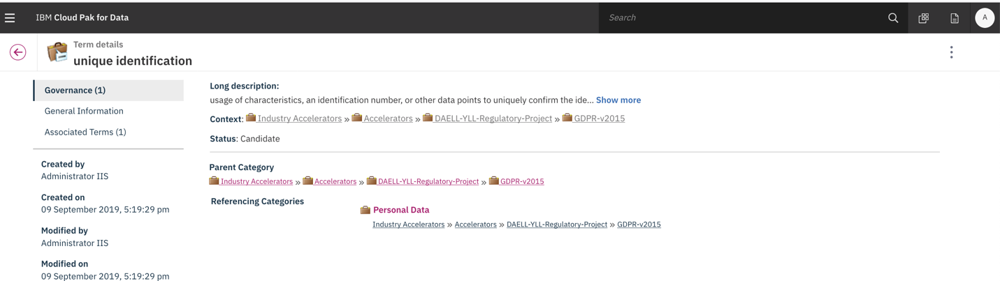 IBM Cloud Pak for Data
Search
A
Term details
unique identification
Governance (1)
General Information
Associated Terms (1)
Created by
Administrator IIS
Created on
09 September 2019, 5:19:29 pm
Modified by
Administrator IIS
Modified on
09 September 2019, 5:19:29 pm
Long description:
usage of characteristics, an identification number, or other data points to uniquely confirm the ide... Show more
Context: Industry Accelerators » Accelerators » DAELL-YLL-Regulatory-Project » GDPR-v2015
Status: Candidate
Parent Category
Industry Accelerators » Accelerators » DAELL-YLL-Regulatory-Project » GDPR-v2015
Referencing Categories
Personal Data
Industry Accelerators » Accelerators » DAELL-YLL-Regulatory-Project » GDPR-v2015